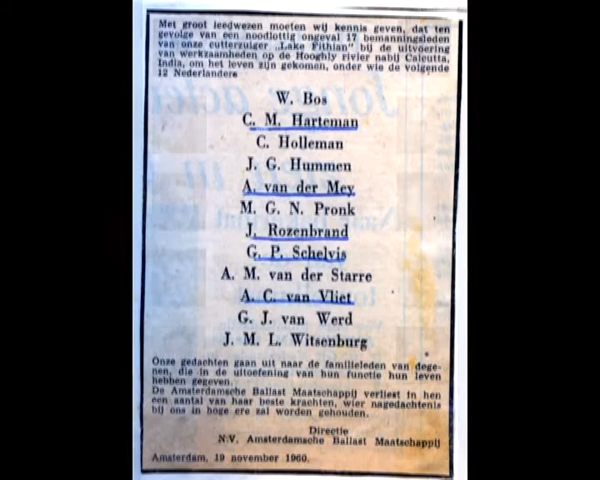 Met groot leedwezen moeten wij kennis geven, dat ten
gevolge van een noodlottig ongeval 17 bemanningsleden
van onze cutterzuiger „Lake Fithian" bij de uitvoering
van werkzaamheden op de Hooghly rivier nabij Calcutta,
India, om het leven zijn gekomen, onder wie de volgende
12 Nederlanders
W. Bos
C. M. Harteman
C. Holleman
J. G. Hummen
A. van der Mey
M. G. N. Pronk
J. Rozenbrand
G. P. Schelvis
A. M. van der Starre
A. C. van Vliet
G. J. van Werd
J. M. L. Witsenburg
Onze gedachten gaan uit naar de familieleden van dege-
nen, die in de uitoefening van hun functie hun leven
hebben gegeven.
De Amsterdamsche Ballast Maatschappij verliest in hen
een aantal van haar beste krachten, wier nagedachtenis
bij ons in hoge ere zal worden gehouden.
Directie
N.V. Amsterdamsche Ballast Maatschappij
Amsterdam, 19 november 1960.